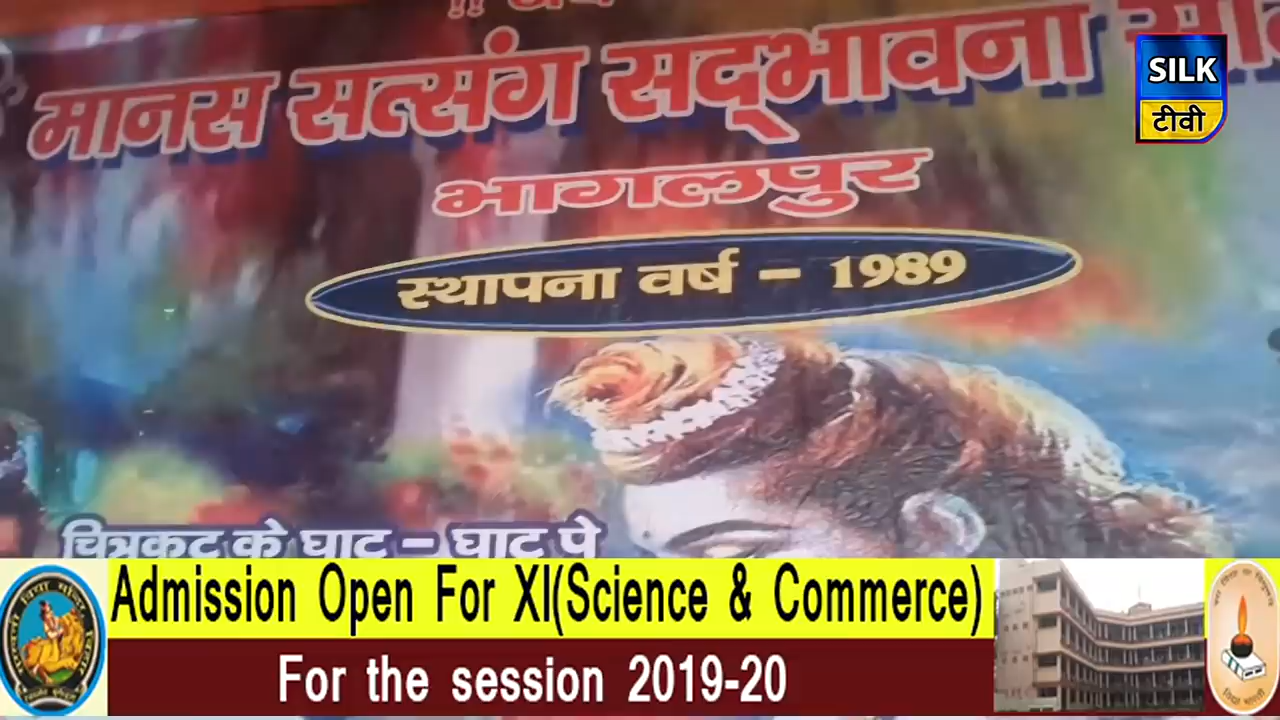 मानस सत्संग सद्‌भावना
भागलपुर
स्थापना वर्ष - 1989
चित्रकूट के घाट - घाट पे
SILK
टीवी
Admission Open For XI(Science & Commerce)
For the session 2019-20